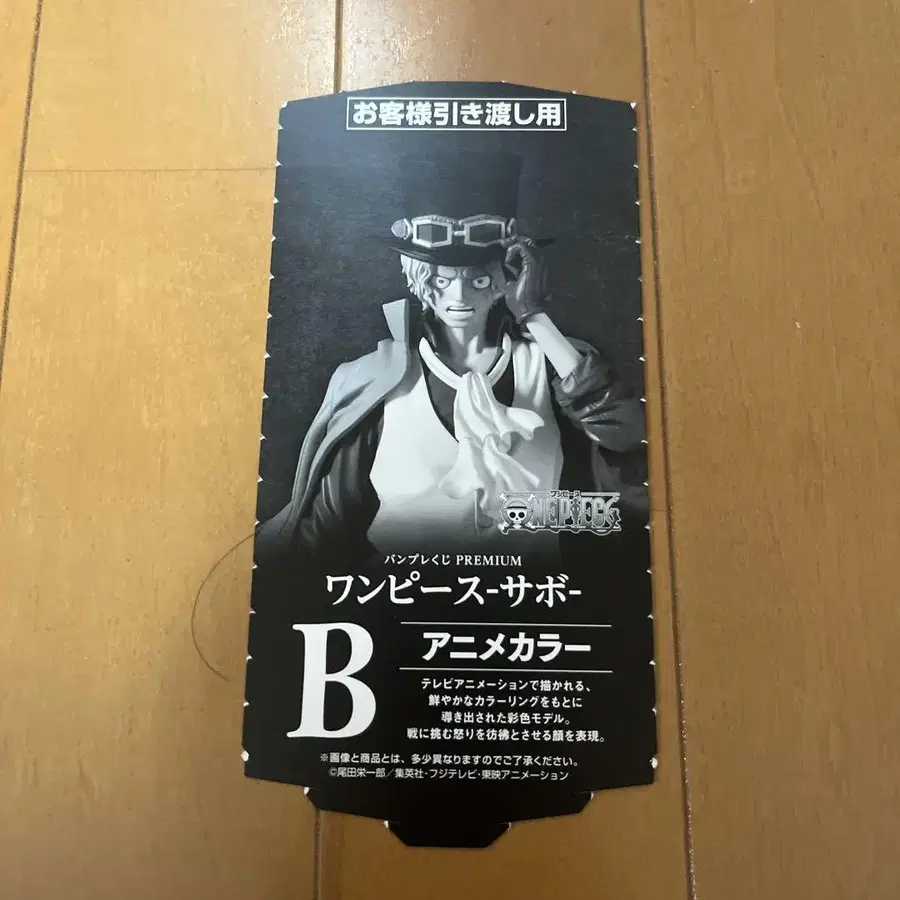 お客様引き渡し用
ワンピース
ONE PIECE
バンプレくじ PREMIUM
ワンピース-サボ-
B
アニメカラー
テレビアニメーションで描かれる、
鮮やかなカラーリングをもとに
導き出された彩色モデル。
戦に挑む怒りを彷彿とさせる顔を表現。
※画像と商品とは、多少異なりますのでご了承ください。
©尾田栄一郎／集英社・フジテレビ・東映アニメーション